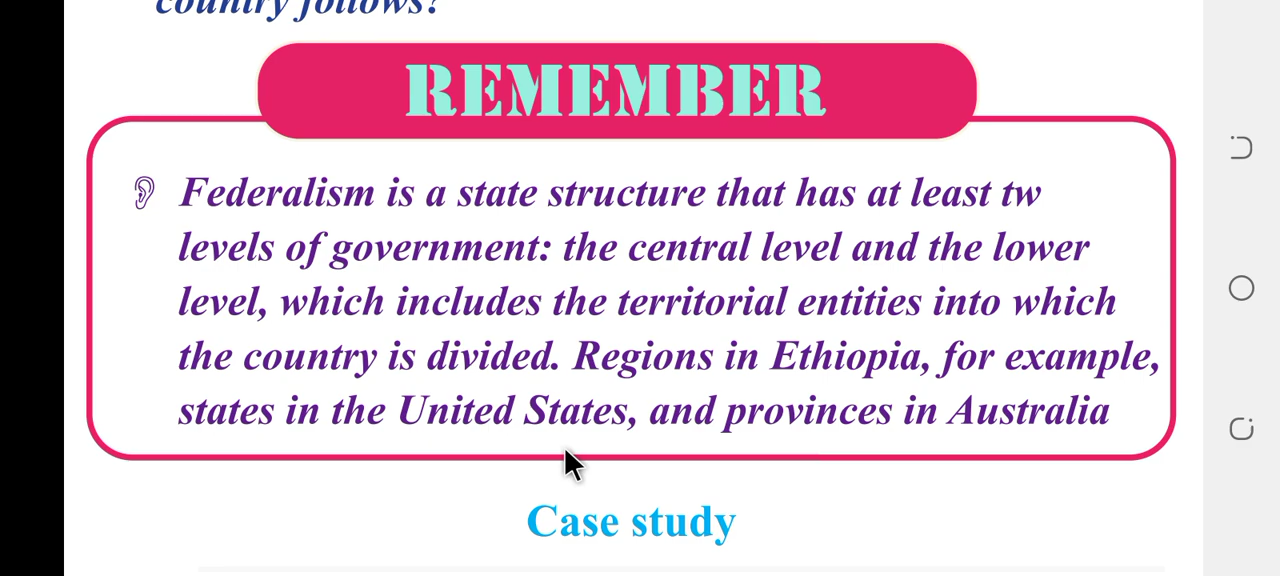 country follows?
REMEMBER
Federalism is a state structure that has at least tw
levels of government: the central level and the lower
level, which includes the territorial entities into which
the country is divided. Regions in Ethiopia, for example,
states in the United States, and provinces in Australia
Case study